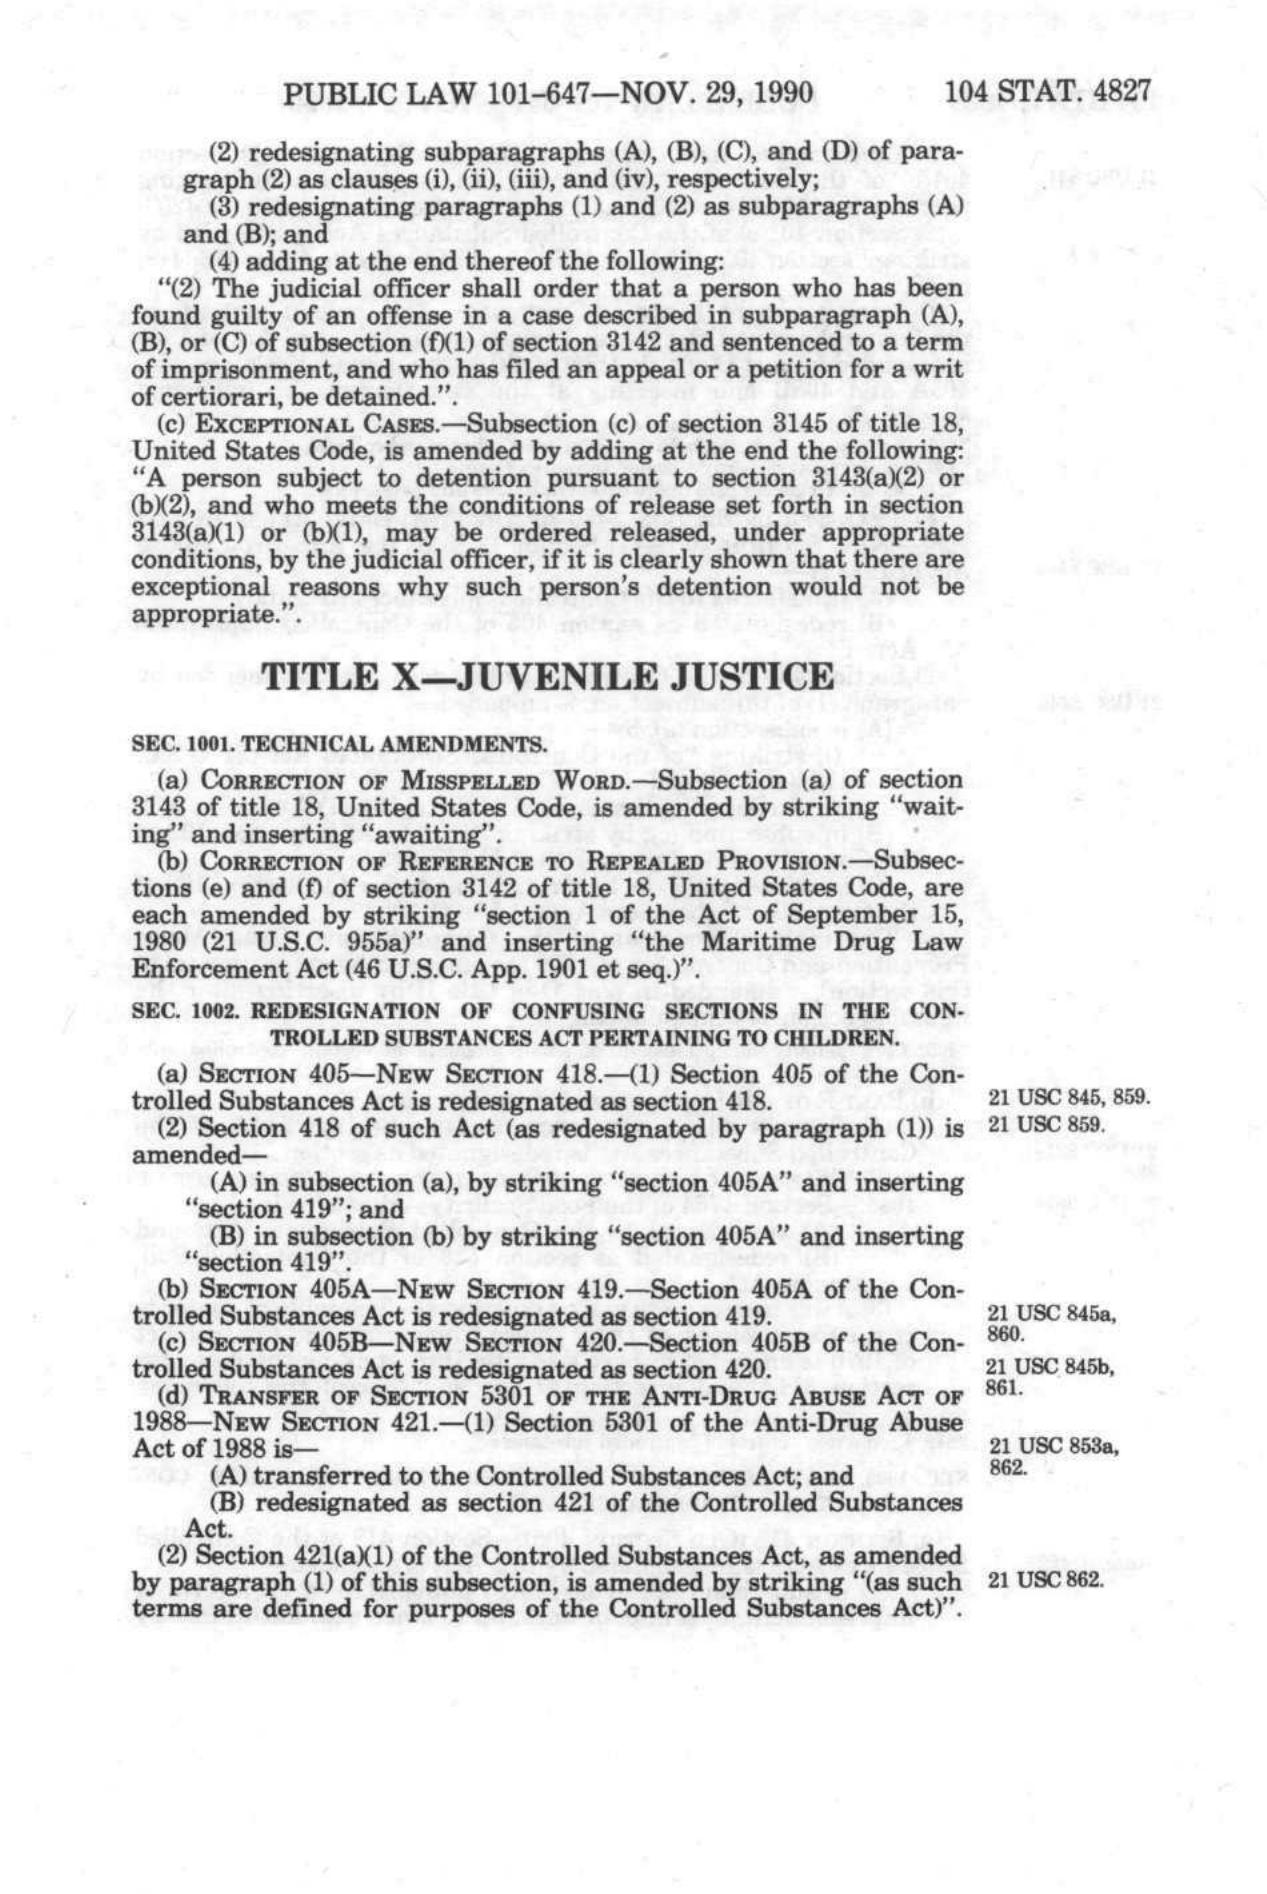 PUBLIC LAW 101–647—NOV. 29, 1990 104 STAT. 4827
(2) redesignating subparagraphs (A), (B), (C), and (D) of para-
graph (2) as clauses (i), (ii), (iii), and (iv), respectively;
(3) redesignating paragraphs (1) and (2) as subparagraphs (A)
and (B); and
(4) adding at the end thereof the following:
“(2) The judicial officer shall order that a person who has been
found guilty of an offense in a case described in subparagraph (A),
(B), or (C) of subsection (f)(1) of section 3142 and sentenced to a term
of imprisonment, and who has filed an appeal or a petition for a writ
of certiorari, be detained.”.
(c) EXCEPTIONAL CASES.—Subsection (c) of section 3145 of title 18,
United States Code, is amended by adding at the end the following:
“A person subject to detention pursuant to section 3143(a)(2) or
(b)(2), and who meets the conditions of release set forth in section
3143(a)(1) or (b)(1), may be ordered released, under appropriate
conditions, by the judicial officer, if it is clearly shown that there are
exceptional reasons why such person's detention would not be
appropriate.”.
TITLE X—JUVENILE JUSTICE
SEC. 1001. TECHNICAL AMENDMENTS.
(a) CORRECTION OF MISSPELLED WORD.—Subsection (a) of section
3143 of title 18, United States Code, is amended by striking “wait-
ing” and inserting “awaiting”.
(b) CORRECTION OF REFERENCE TO REPEALED PROVISION.—Subsec-
tions (e) and (f) of section 3142 of title 18, United States Code, are
each amended by striking “section 1 of the Act of September 15,
1980 (21 U.S.C. 955a)” and inserting “the Maritime Drug Law
Enforcement Act (46 U.S.C. App. 1901 et seq.)”.
SEC. 1002. REDESIGNATION OF CONFUSING SECTIONS IN THE CON-
TROLLED SUBSTANCES ACT PERTAINING TO CHILDREN.
(a) SECTION 405—NEW SECTION 418.—(1) Section 405 of the Con-
trolled Substances Act is redesignated as section 418. 21 USC 845, 859.
(2) Section 418 of such Act (as redesignated by paragraph (1)) is 21 USC 859.
amended—
(A) in subsection (a), by striking “section 405A” and inserting
“section 419”; and
(B) in subsection (b) by striking “section 405A” and inserting
“section 419”.
(b) SECTION 405A—NEW SECTION 419.—Section 405A of the Con-
trolled Substances Act is redesignated as section 419. 21 USC 845a,
(c) SECTION 405B—NEW SECTION 420.—Section 405B of the Con- 860.
trolled Substances Act is redesignated as section 420. 21 USC 845b,
(d) TRANSFER OF SECTION 5301 OF THE ANTI-DRUG ABUSE ACT OF 861.
1988—NEW SECTION 421.—(1) Section 5301 of the Anti-Drug Abuse
Act of 1988 is— 21 USC 853a,
(A) transferred to the Controlled Substances Act; and 862.
(B) redesignated as section 421 of the Controlled Substances
Act.
(2) Section 421(a)(1) of the Controlled Substances Act, as amended
by paragraph (1) of this subsection, is amended by striking “(as such 21 USC 862.
terms are defined for purposes of the Controlled Substances Act)”.